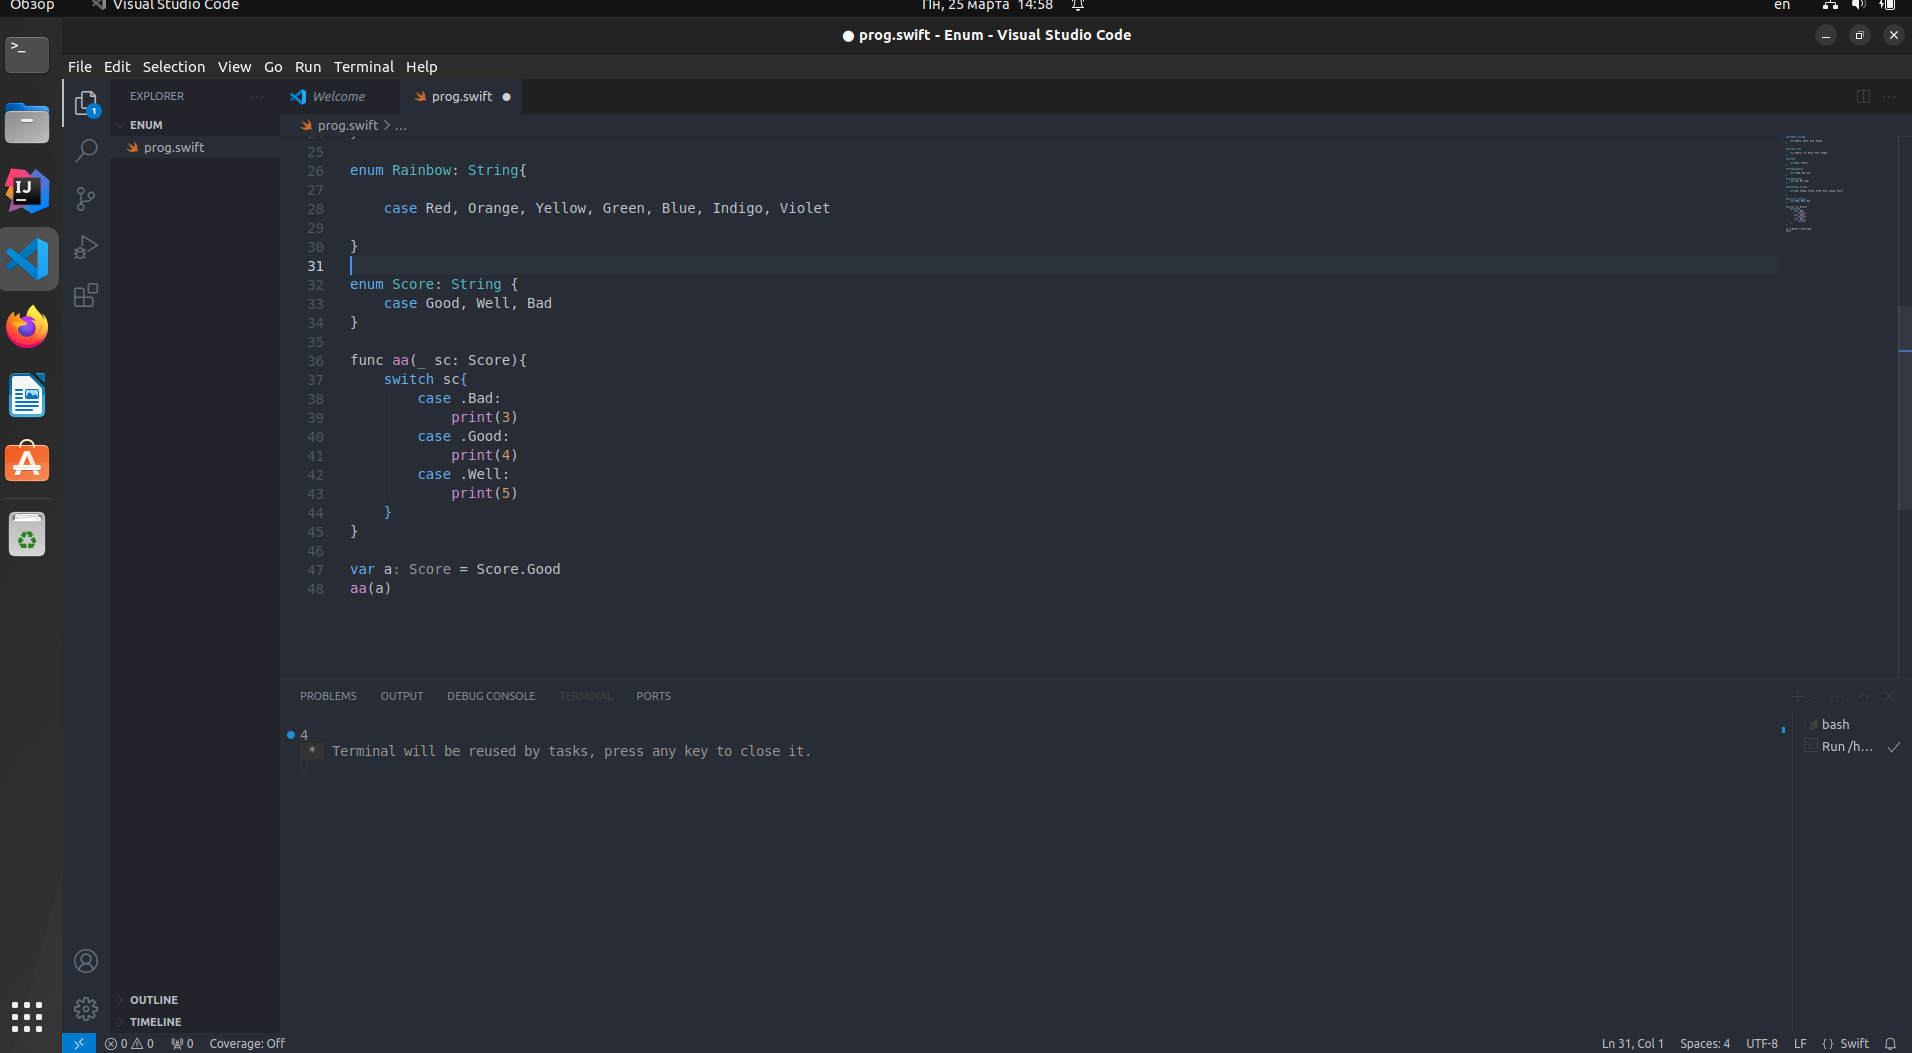 Обзор
Visual Studio Code
Пн, 25 марта 14:58
en
prog.swift - Enum - Visual Studio Code
File Edit Selection View Go Run Terminal Help
EXPLORER
Welcome
prog.swift
1
ENUM
prog.swift
prog.swift > ...
25
26 enum Rainbow: String{
27
28 case Red, Orange, Yellow, Green, Blue, Indigo, Violet
29
30 }
31
32 enum Score: String {
33 case Good, Well, Bad
34 }
35
36 func aa(_ sc: Score){
37 switch sc{
38 case .Bad:
39 print(3)
40 case .Good:
41 print(4)
42 case .Well:
43 print(5)
44 }
45 }
46
47 var a: Score = Score.Good
48 aa(a)
PROBLEMS OUTPUT DEBUG CONSOLE TERMINAL PORTS
4
* Terminal will be reused by tasks, press any key to close it.
bash
Run /h...
IJ
OUTLINE
TIMELINE
0 0 0 Coverage: Off
Ln 31, Col 1 Spaces: 4 UTF-8 LF {} Swift